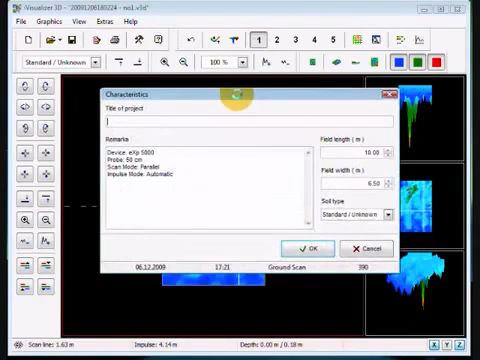 iVisualizer 3D - 20091206180224 - no1.v3d*
File Graphics View Extras Help
1 2 3 4 5
Standard / Unknown
100 %
Characteristics
Title of project
Remarks
Field length ( m )
Device: eXp 5000
10.00
Probe: 50 cm
Scan Mode: Parallel
Impulse Mode: Automatic
Field width ( m )
6.50
Soil type
Standard / Unknown
OK
Cancel
06.12.2009 17:21 Ground Scan 390
Scan line: 1.63 m Impulse: 4.14 m Depth: 0.00 m / 0.18 m X Y Z